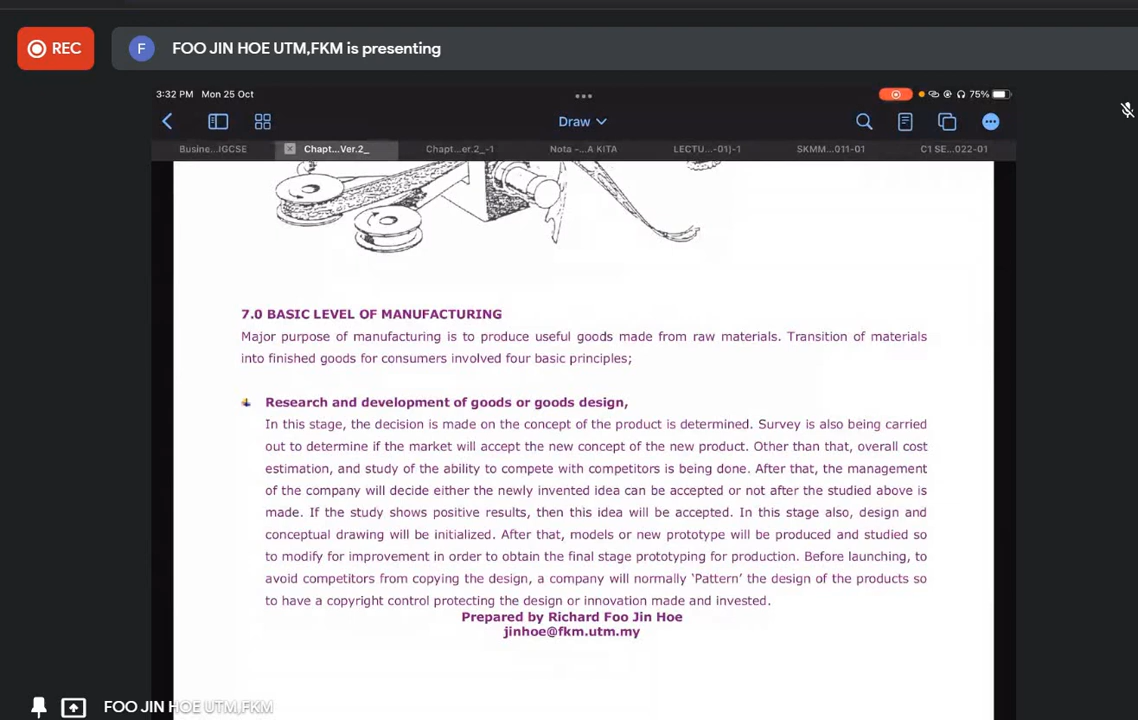 REC
F
FOO JIN HOE UTM,FKM is presenting
3:32 PM Mon 25 Oct
75%
Draw
Busine...IGCSE
Chapt...Ver.2_
Chapt...er.2_-1
Nota -...A KITA
LECTU...-01)-1
SKMM...011-01
C1 SE...022-01
7.0 BASIC LEVEL OF MANUFACTURING
Major purpose of manufacturing is to produce useful goods made from raw materials. Transition of materials
into finished goods for consumers involved four basic principles;
Research and development of goods or goods design,
In this stage, the decision is made on the concept of the product is determined. Survey is also being carried
out to determine if the market will accept the new concept of the new product. Other than that, overall cost
estimation, and study of the ability to compete with competitors is being done. After that, the management
of the company will decide either the newly invented idea can be accepted or not after the studied above is
made. If the study shows positive results, then this idea will be accepted. In this stage also, design and
conceptual drawing will be initialized. After that, models or new prototype will be produced and studied so
to modify for improvement in order to obtain the final stage prototyping for production. Before launching, to
avoid competitors from copying the design, a company will normally ‘Pattern’ the design of the products so
to have a copyright control protecting the design or innovation made and invested.
Prepared by Richard Foo Jin Hoe
jinhoe@fkm.utm.my
FOO JIN HOE UTM,FKM